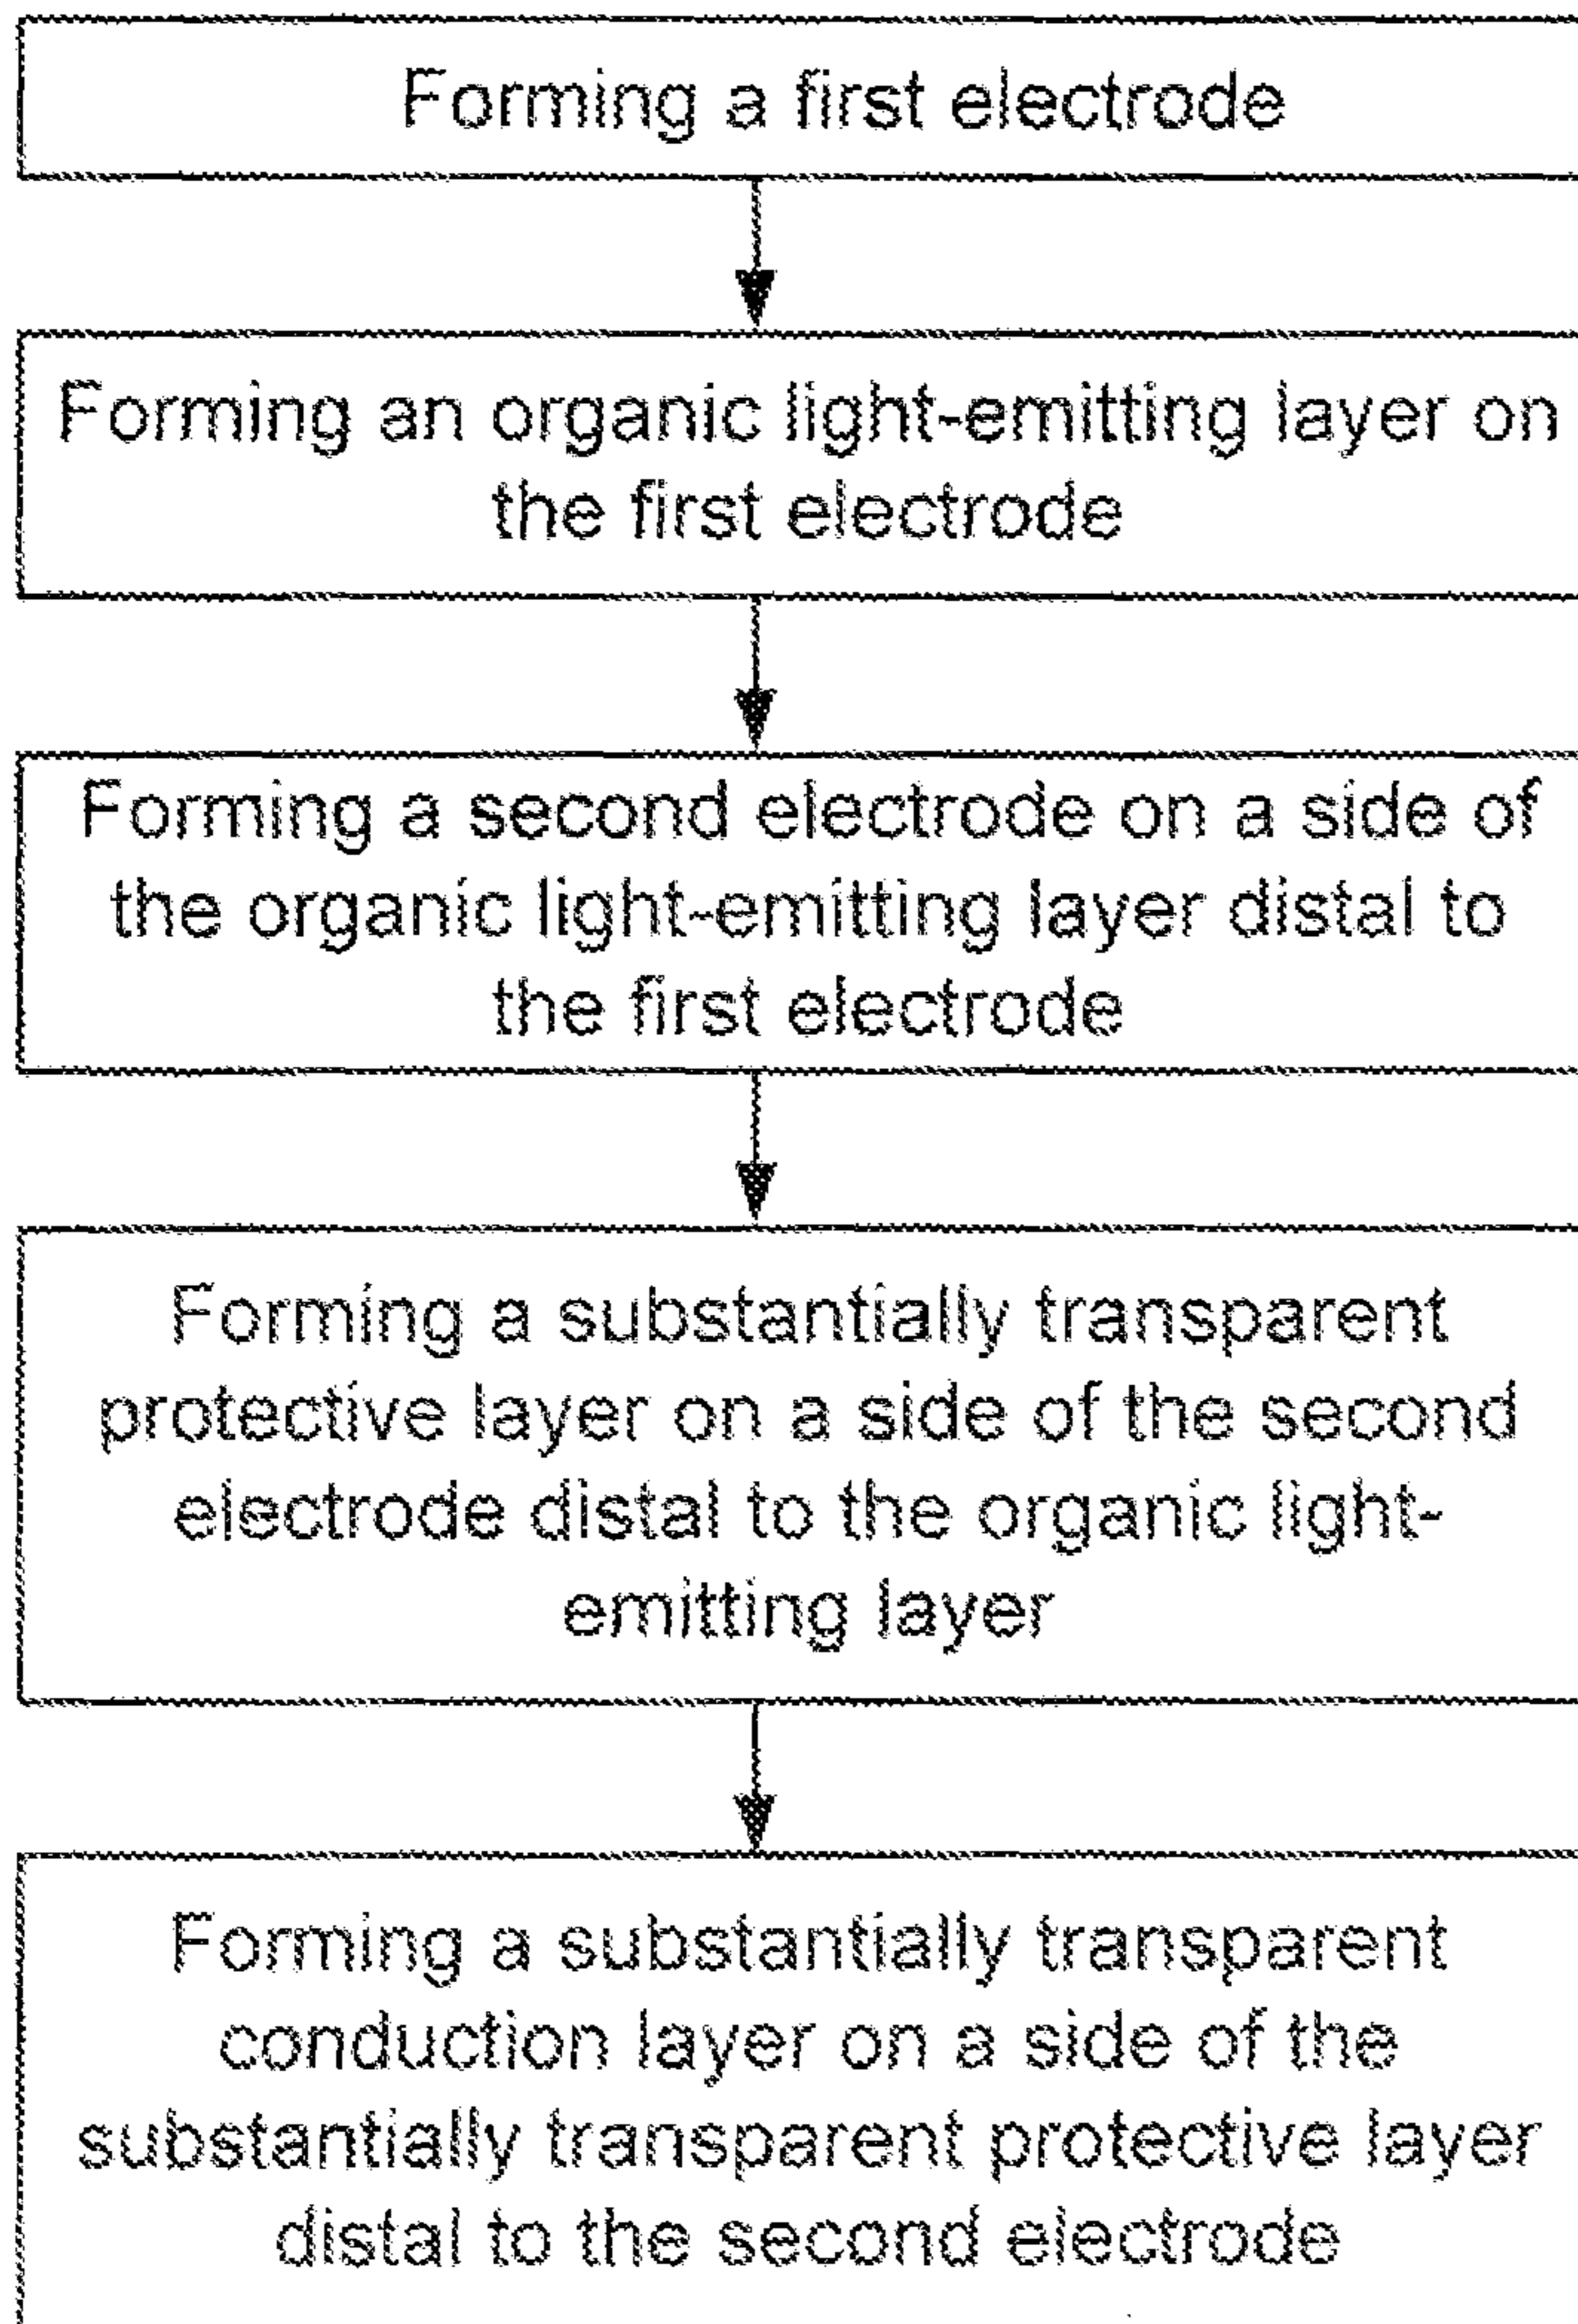 Forming a first electrode
Forming an organic light-emitting layer on
the first electrode
Forming a second electrode on a side of
the organic light-emitting layer distal to
the first electrode
Forming a substantially transparent
protective layer on a side of the second
electrode distal to the organic light-
emitting layer
Forming a substantially transparent
conduction layer on a side of the
substantially transparent protective layer
distal to the second electrode